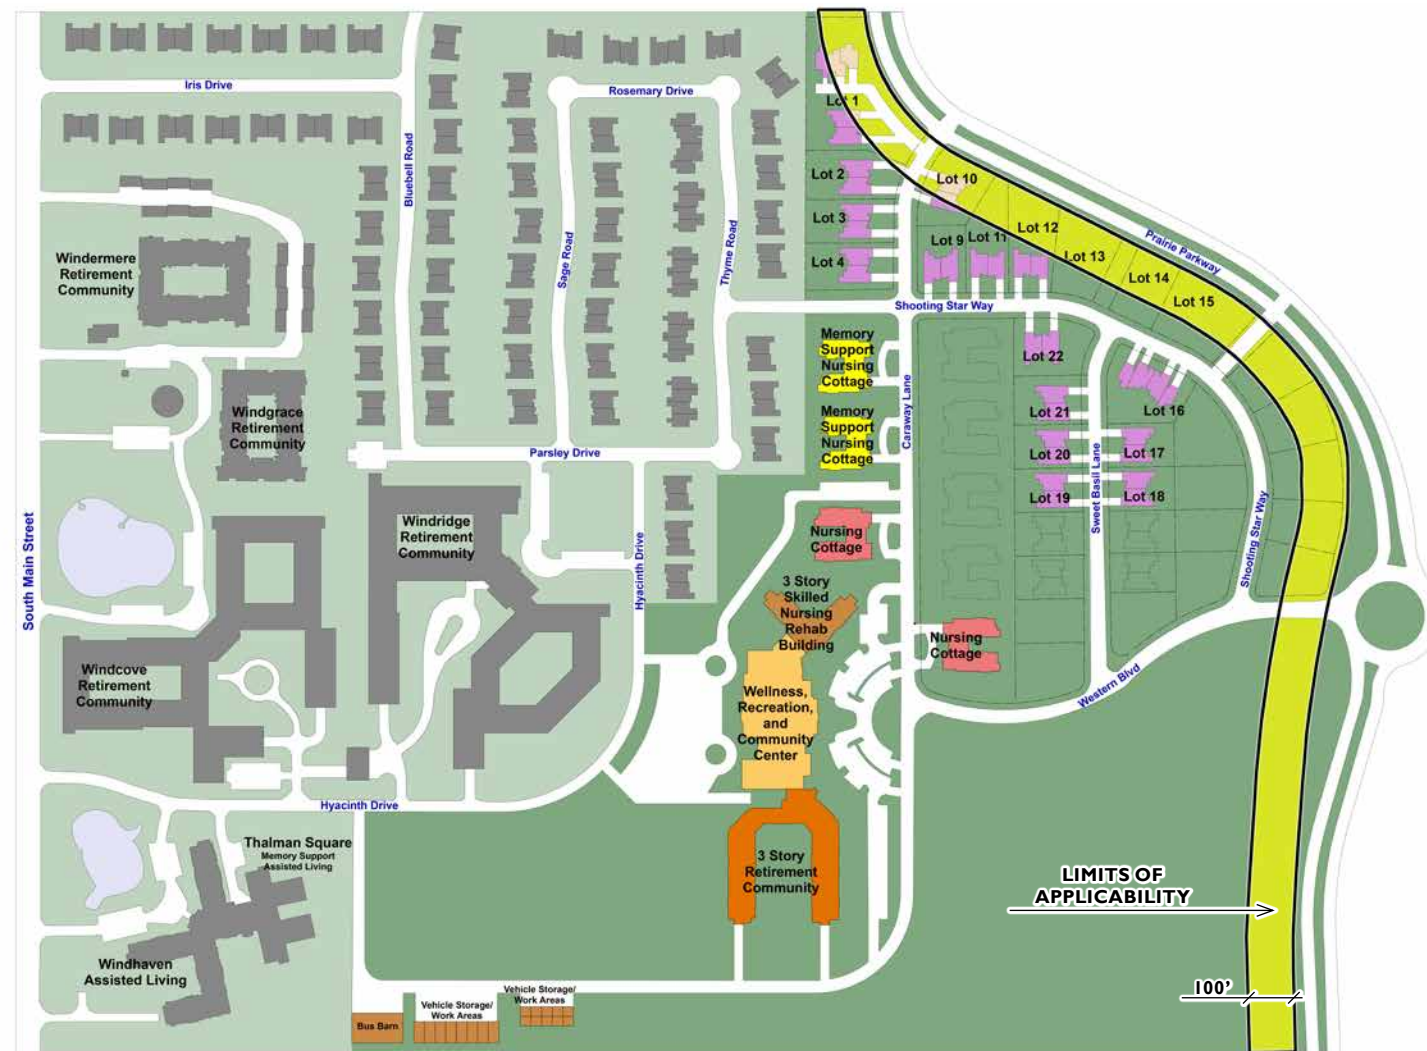 Iris Drive
Rosemary Drive
Bluebell Road
Sage Road
Thyme Road
Lot 1
Lot 2
Lot 3
Lot 4
Lot 10
Lot 9
Lot 11
Lot 12
Lot 13
Lot 14
Lot 15
Prairie Parkway
Shooting Star Way
Windermere
Retirement
Community
Memory
Support
Nursing
Cottage
Memory
Support
Nursing
Cottage
Caraway Lane
Lot 22
Lot 21
Lot 20
Lot 19
Lot 16
Lot 17
Lot 18
Sweet Basil Lane
Shooting Star Way
Windgrace
Retirement
Community
Parsley Drive
South Main Street
Windridge
Retirement
Community
Hyacinth Drive
Nursing
Cottage
3 Story
Skilled
Nursing
Rehab
Building
Nursing
Cottage
Western Blvd
Windcove
Retirement
Community
Wellness,
Recreation,
and
Community
Center
Hyacinth Drive
Thalman Square
Memory Support
Assisted Living
3 Story
Retirement
Community
LIMITS OF
APPLICABILITY
Windhaven
Assisted Living
100'
Vehicle Storage/
Work Areas
Vehicle Storage/
Work Areas
Bus Barn